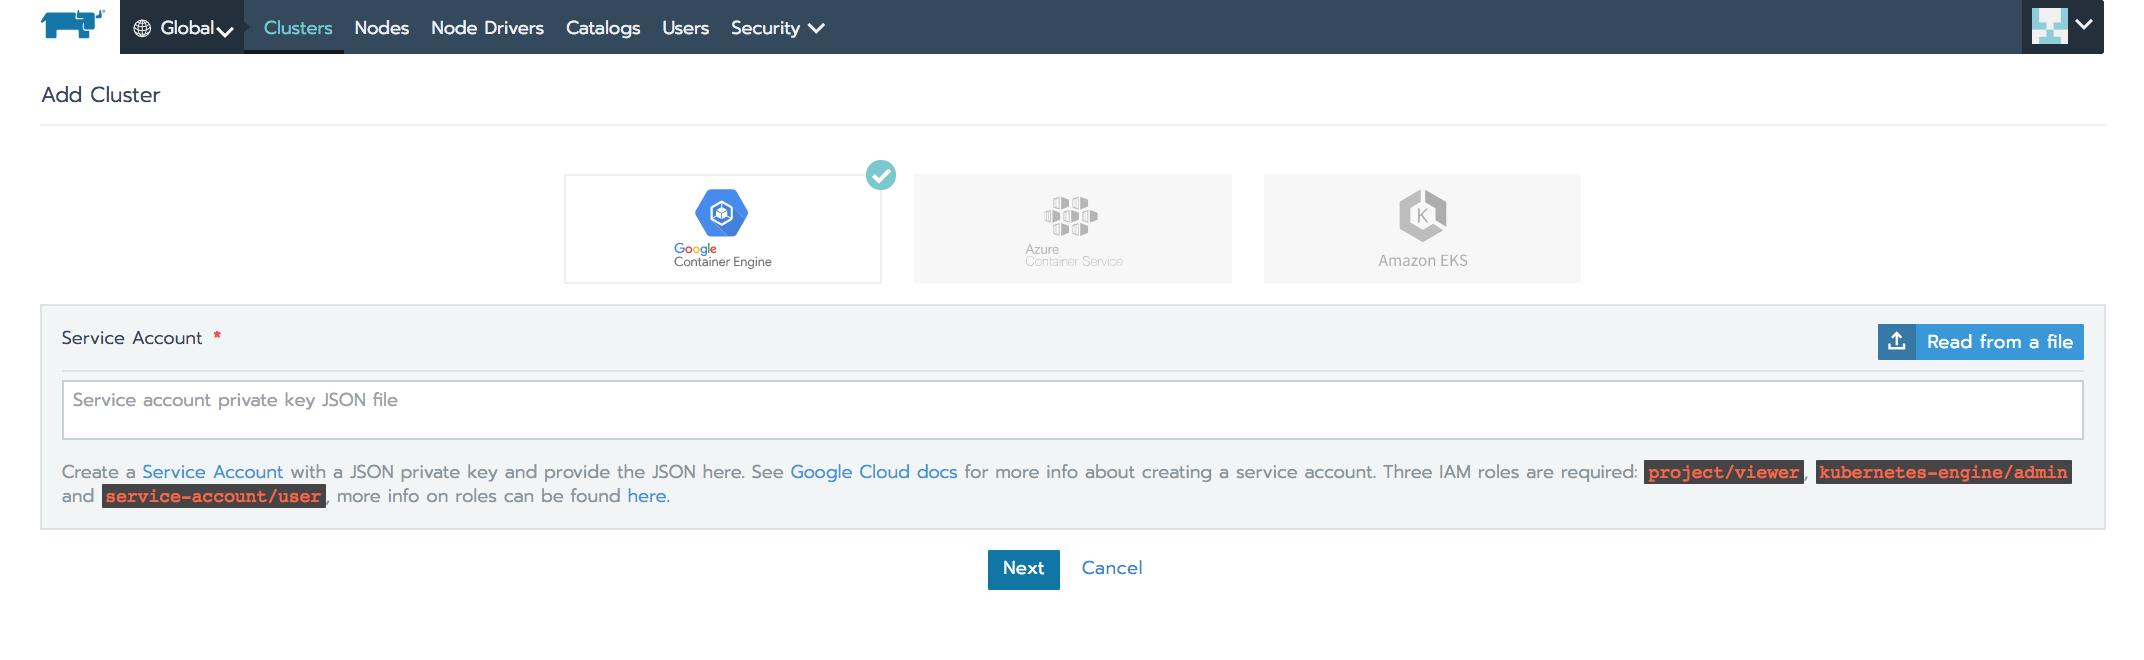 Global Clusters Nodes Node Drivers Catalogs Users Security
Add Cluster
Google
Container Engine
Azure
Container Service
K
Amazon EKS
Service Account *
Read from a file
Service account private key JSON file
Create a Service Account with a JSON private key and provide the JSON here. See Google Cloud docs for more info about creating a service account. Three IAM roles are required: project/viewer, kubernetes-engine/admin
and service-account/user, more info on roles can be found here.
Next Cancel